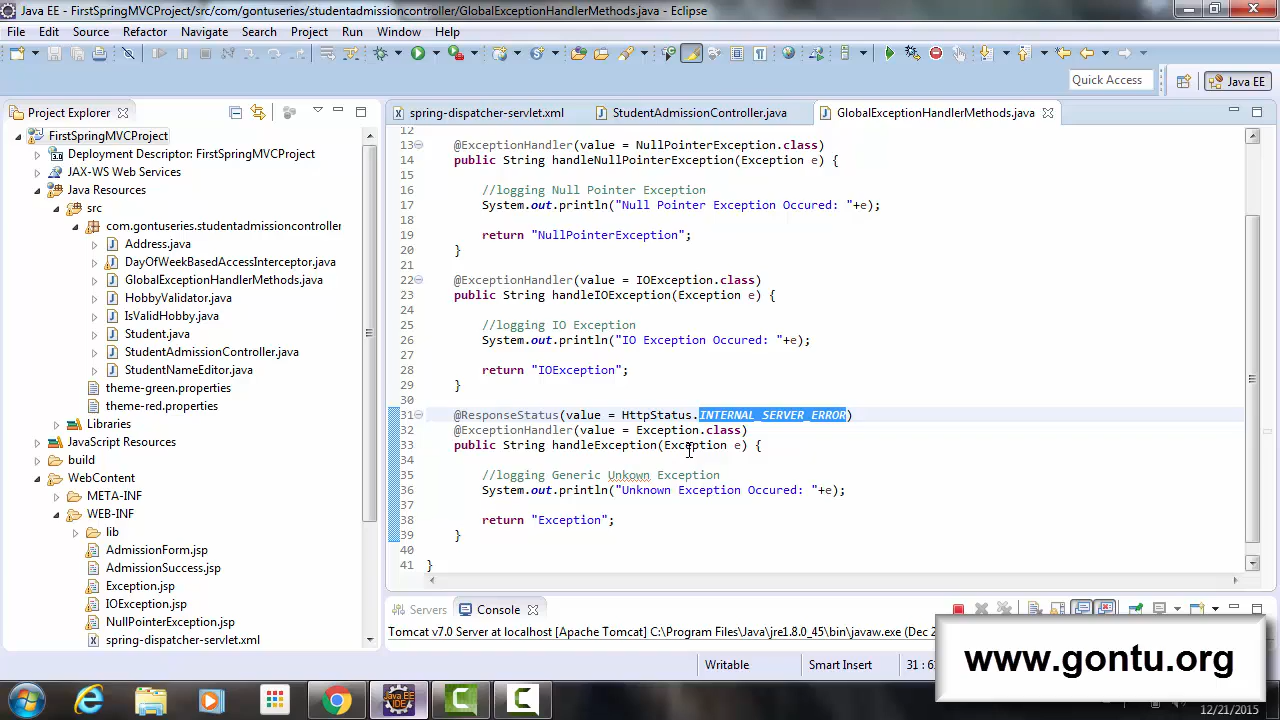 Java EE - FirstSpringMVCProject/src/com/gontuseries/studentadmissioncontroller/GlobalExceptionHandlerMethods.java - Eclipse
File Edit Source Refactor Navigate Search Project Run Window Help
Quick Access
Java EE
Project Explorer
spring-dispatcher-servlet.xml
StudentAdmissionController.java
GlobalExceptionHandlerMethods.java
FirstSpringMVCProject
Deployment Descriptor: FirstSpringMVCProject
JAX-WS Web Services
Java Resources
src
com.gontuseries.studentadmissioncontroller
Address.java
DayOfWeekBasedAccessInterceptor.java
GlobalExceptionHandlerMethods.java
HobbyValidator.java
IsValidHobby.java
Student.java
StudentAdmissionController.java
StudentNameEditor.java
theme-green.properties
theme-red.properties
Libraries
JavaScript Resources
build
WebContent
META-INF
WEB-INF
lib
AdmissionForm.jsp
AdmissionSuccess.jsp
Exception.jsp
IOException.jsp
NullPointerException.jsp
spring-dispatcher-servlet.xml
12
13 @ExceptionHandler(value = NullPointerException.class)
14 public String handleNullPointerException(Exception e) {
15
16 //logging Null Pointer Exception
17 System.out.println("Null Pointer Exception Occured: "+e);
18
19 return "NullPointerException";
20 }
21
22 @ExceptionHandler(value = IOException.class)
23 public String handleIOException(Exception e) {
24
25 //logging IO Exception
26 System.out.println("IO Exception Occured: "+e);
27
28 return "IOException";
29 }
30
31 @ResponseStatus(value = HttpStatus.INTERNAL_SERVER_ERROR)
32 @ExceptionHandler(value = Exception.class)
33 public String handleException(Exception e) {
34
35 //logging Generic Unkown Exception
36 System.out.println("Unknown Exception Occured: "+e);
37
38 return "Exception";
39 }
40
41 }
Servers
Console
Tomcat v7.0 Server at localhost [Apache Tomcat] C:\Program Files\Java\jre1.8.0_45\bin\javaw.exe (Dec 2
Writable
Smart Insert
31 : 6
www.gontu.org
Java EE
IDE
12/21/2015